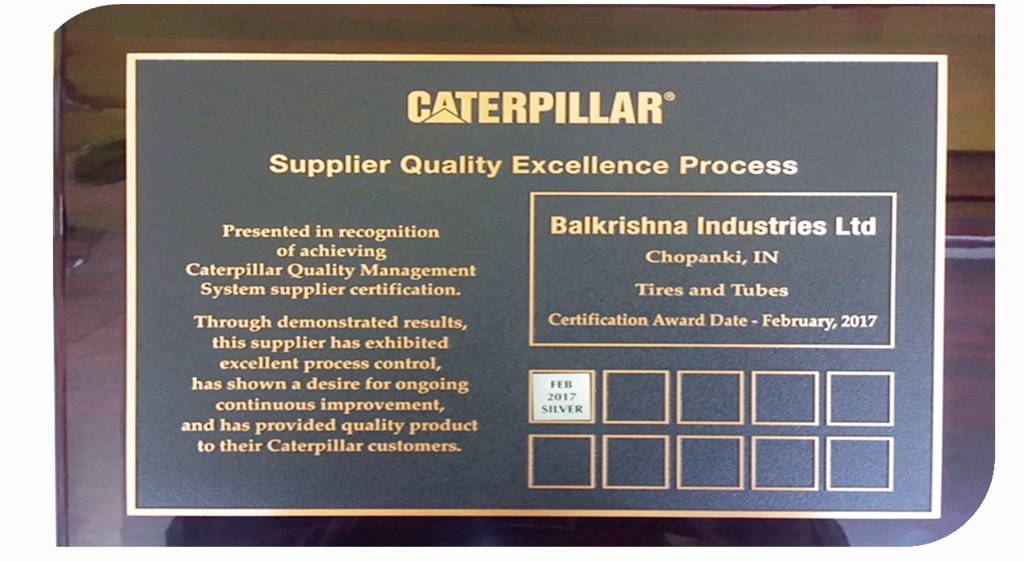 CATERPILLAR®
Supplier Quality Excellence Process
Presented in recognition
of achieving
Caterpillar Quality Management
System supplier certification.
Through demonstrated results,
this supplier has exhibited
excellent process control,
has shown a desire for ongoing
continuous improvement,
and has provided quality product
to their Caterpillar customers.
Balkrishna Industries Ltd
Chopanki, IN
Tires and Tubes
Certification Award Date - February, 2017
FEB
2017
SILVER